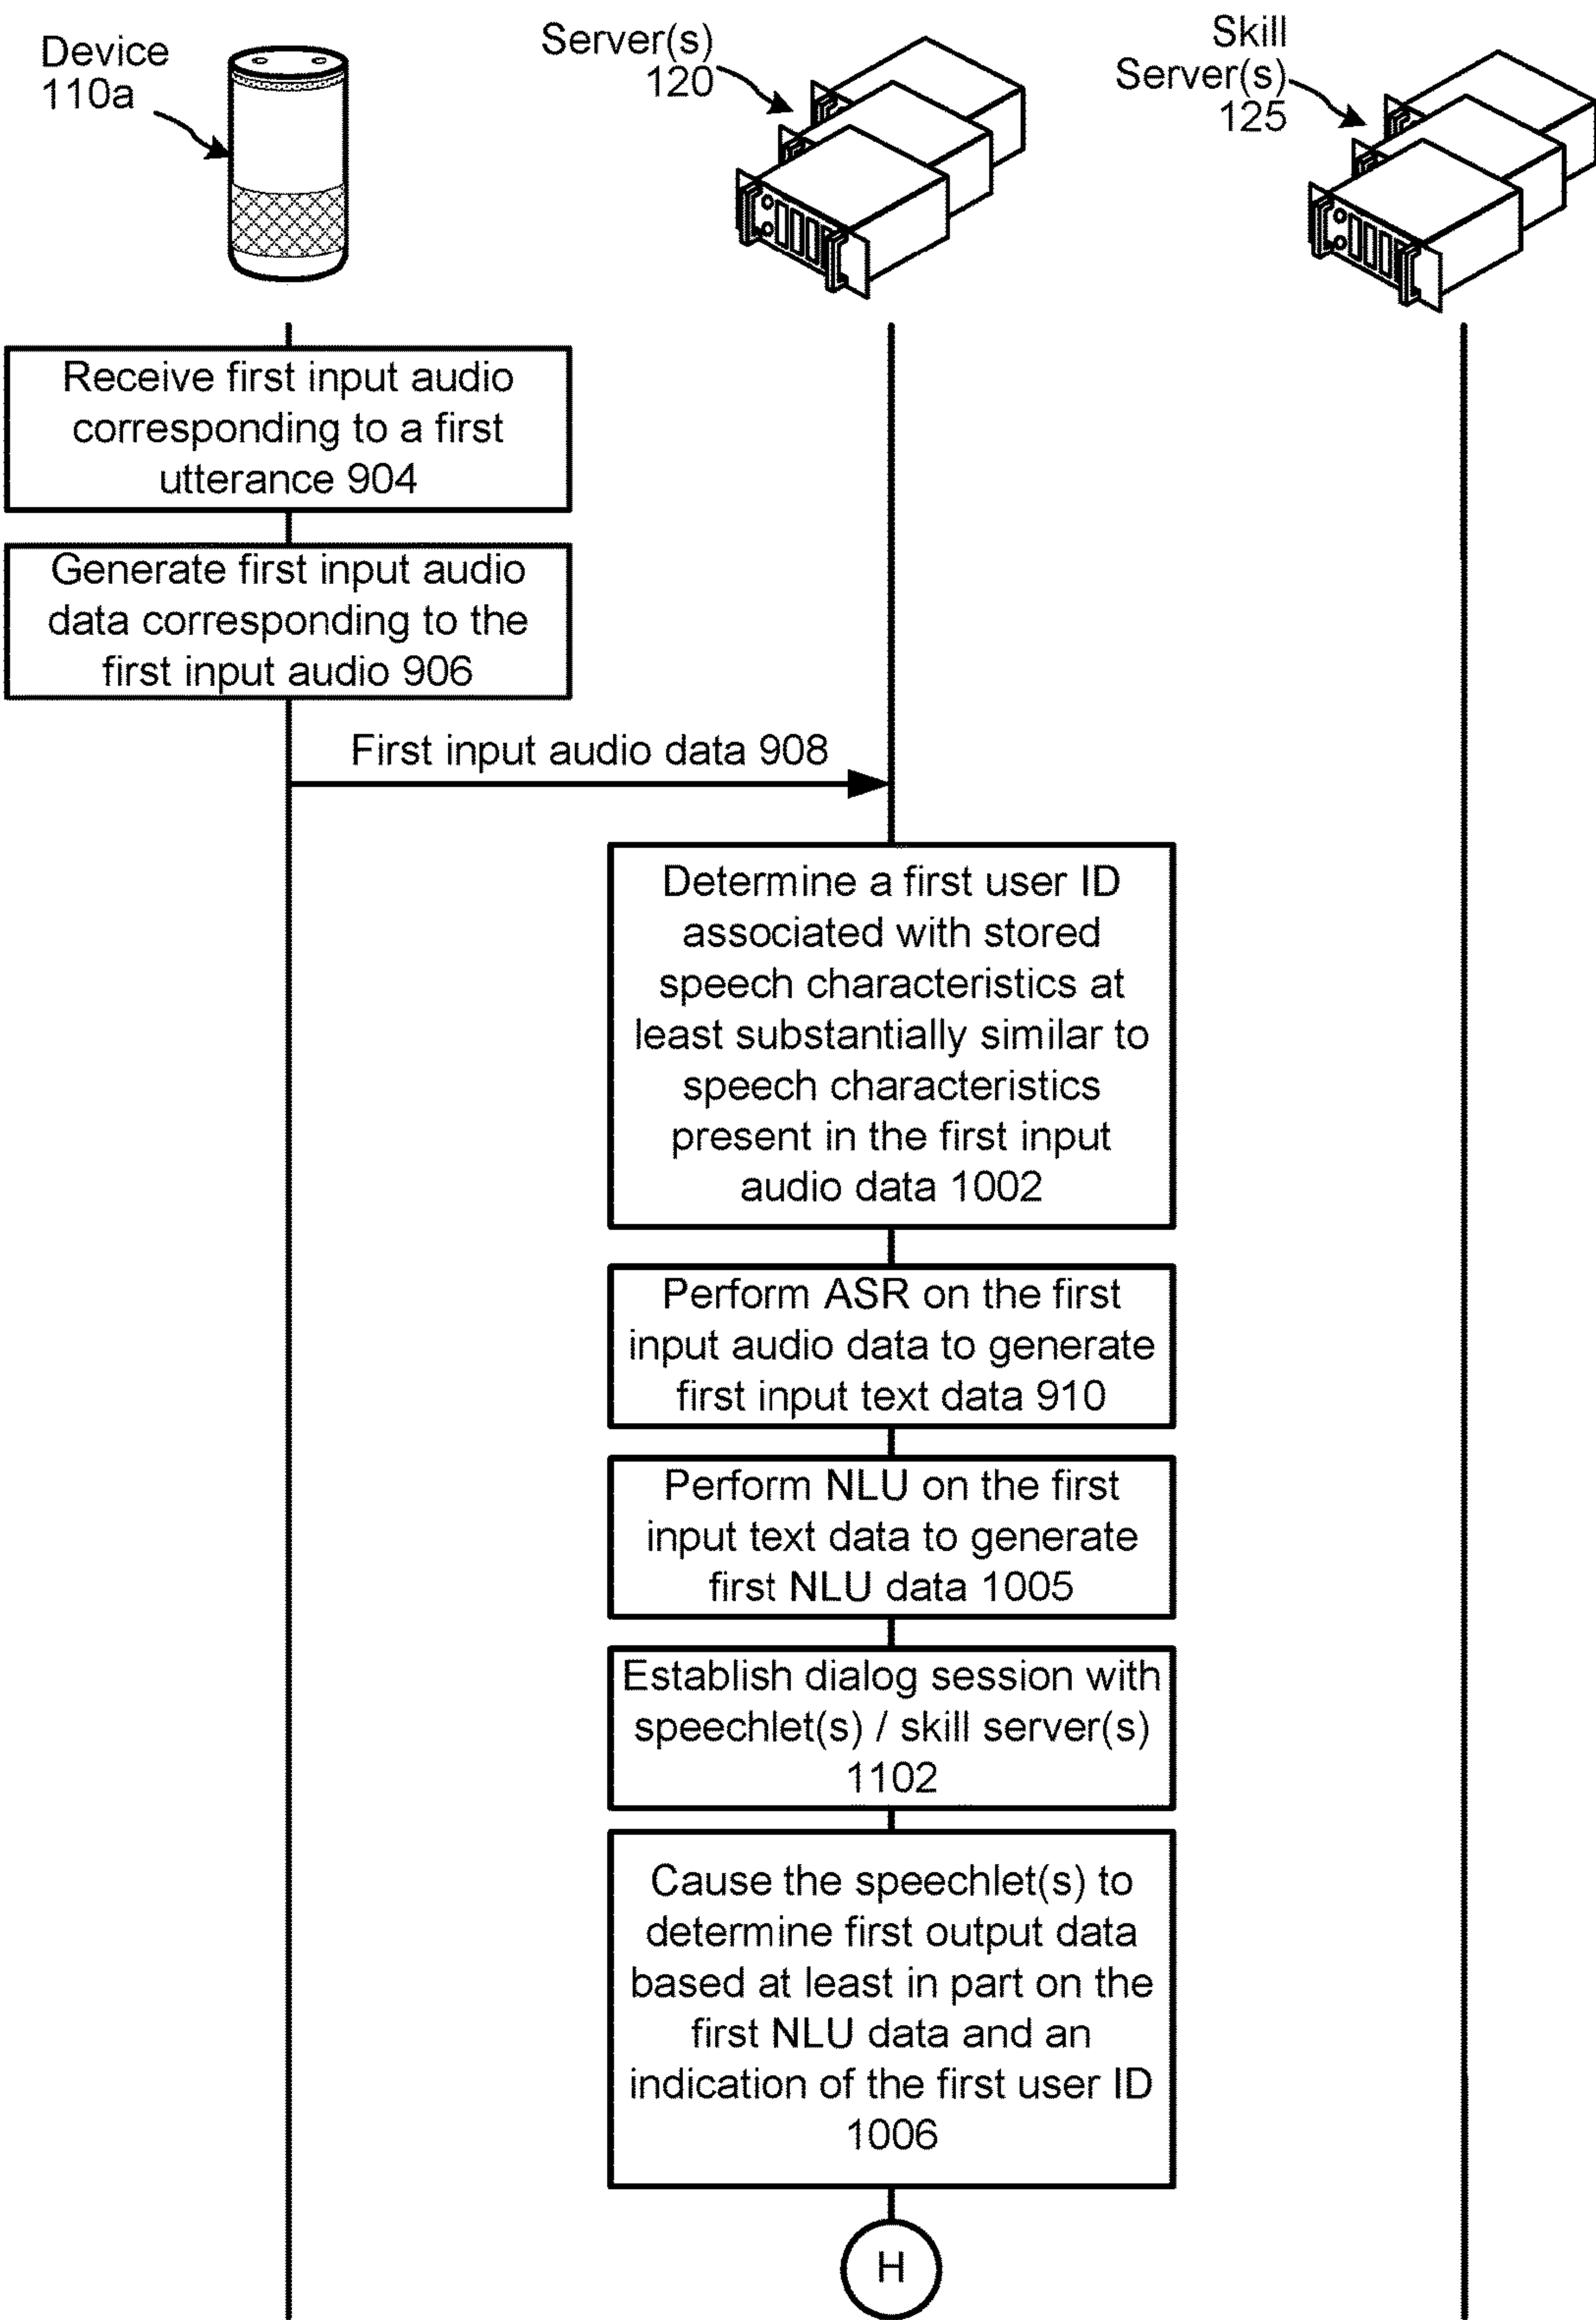 Device
110a
Server(s)
120
Skill
Server(s)
125
Receive first input audio
corresponding to a first
utterance 904
Generate first input audio
data corresponding to the
first input audio 906
First input audio data 908
Determine a first user ID
associated with stored
speech characteristics at
least substantially similar to
speech characteristics
present in the first input
audio data 1002
Perform ASR on the first
input audio data to generate
first input text data 910
Perform NLU on the first
input text data to generate
first NLU data 1005
Establish dialog session with
speechlet(s) / skill server(s)
1102
Cause the speechlet(s) to
determine first output data
based at least in part on the
first NLU data and an
indication of the first user ID
1006
H